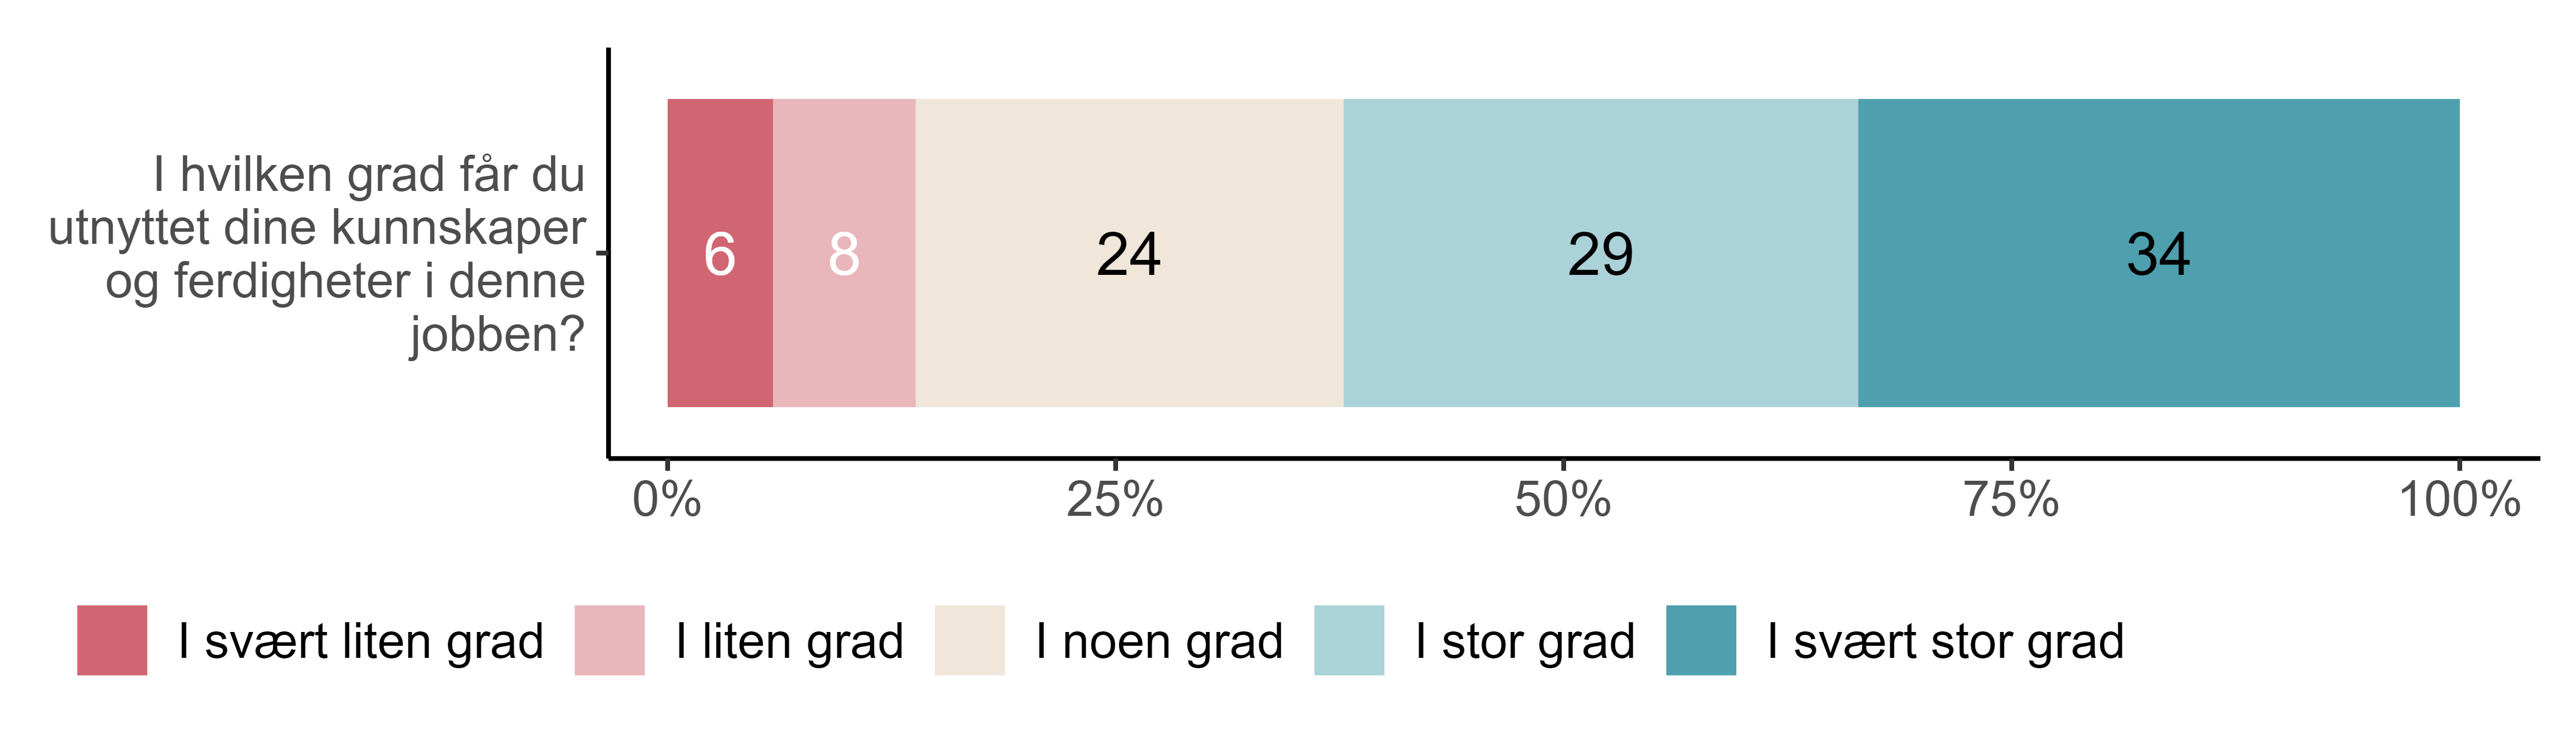 I hvilken grad får du
utnyttet dine kunnskaper
og ferdigheter i denne
jobben?
6 8 24 29 34
0% 25% 50% 75% 100%
I svært liten grad I liten grad I noen grad I stor grad I svært stor grad